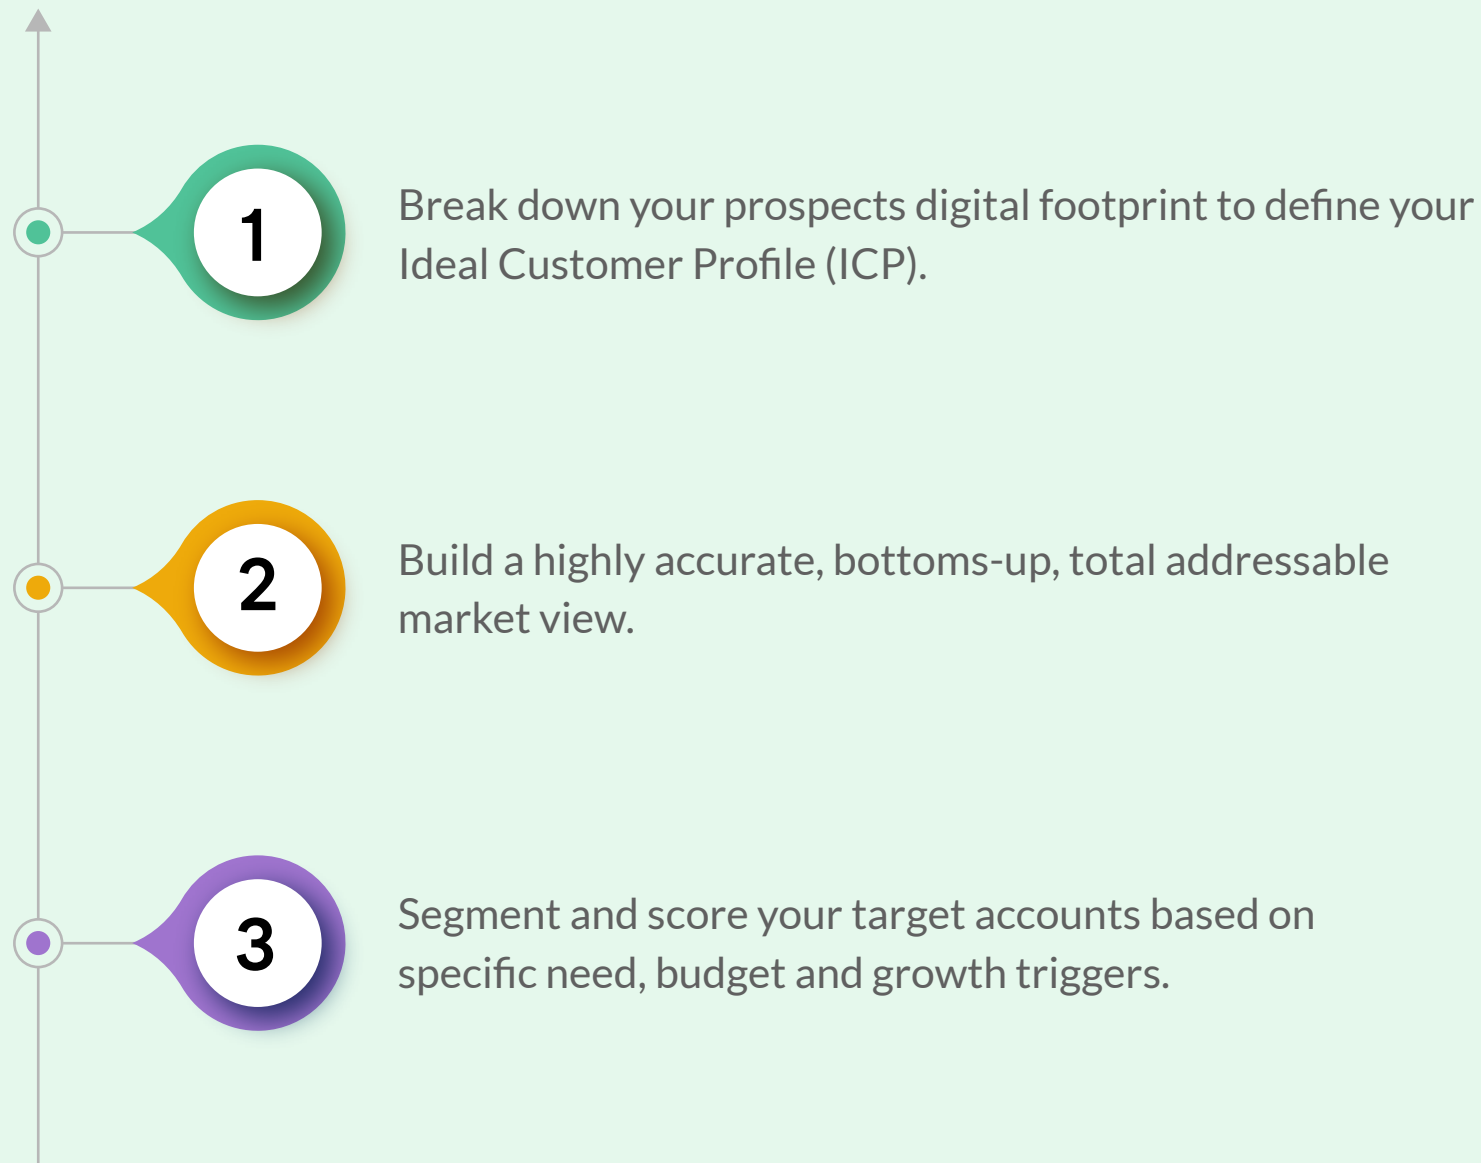 1
Break down your prospects digital footprint to define your
Ideal Customer Profile (ICP).
2
Build a highly accurate, bottoms-up, total addressable
market view.
3
Segment and score your target accounts based on
specific need, budget and growth triggers.